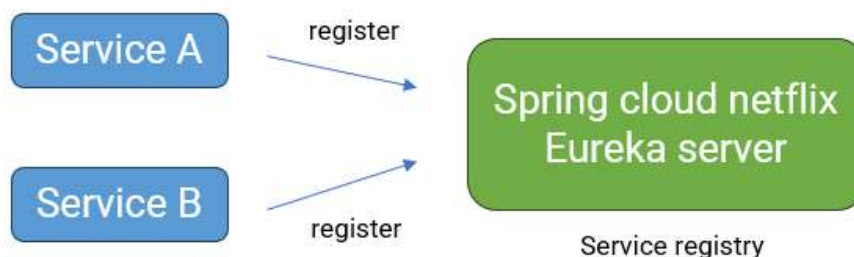 Service A
register
Spring cloud netflix
Eureka server
Service B
register
Service registry